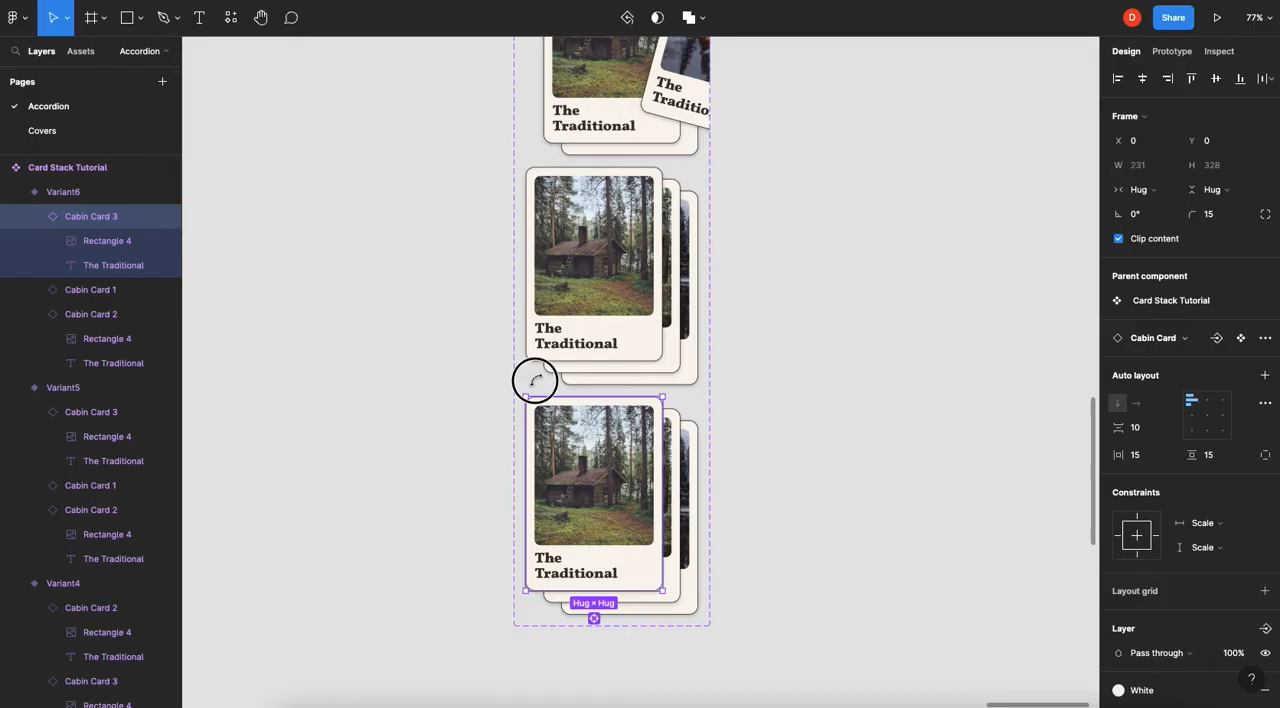 D
Share
77%
Layers
Assets
Accordion
Pages
Accordion
Covers
Card Stack Tutorial
Variant6
Cabin Card 3
Rectangle 4
The Traditional
Cabin Card 1
Cabin Card 2
Rectangle 4
The Traditional
Variant5
Cabin Card 3
Rectangle 4
The Traditional
Cabin Card 1
Cabin Card 2
Rectangle 4
The Traditional
Variant4
Cabin Card 2
Rectangle 4
The Traditional
Cabin Card 3
Rectangle 4
The
Traditional
The
Traditio
The
Traditional
The
Traditional
Hug × Hug
Design
Prototype
Inspect
Frame
X 0
Y 0
W 231
H 328
Hug
Hug
0°
15
Clip content
Parent component
Card Stack Tutorial
Cabin Card
Auto layout
10
15
15
Constraints
Scale
Scale
Layout grid
Layer
Pass through
100%
White
?